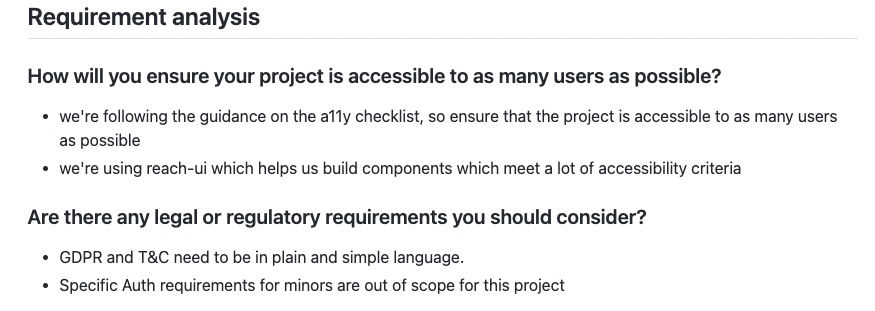 Requirement analysis
How will you ensure your project is accessible to as many users as possible?
• we're following the guidance on the a11y checklist, so ensure that the project is accessible to as many users
as possible
• we're using reach-ui which helps us build components which meet a lot of accessibility criteria
Are there any legal or regulatory requirements you should consider?
• GDPR and T&C need to be in plain and simple language.
• Specific Auth requirements for minors are out of scope for this project